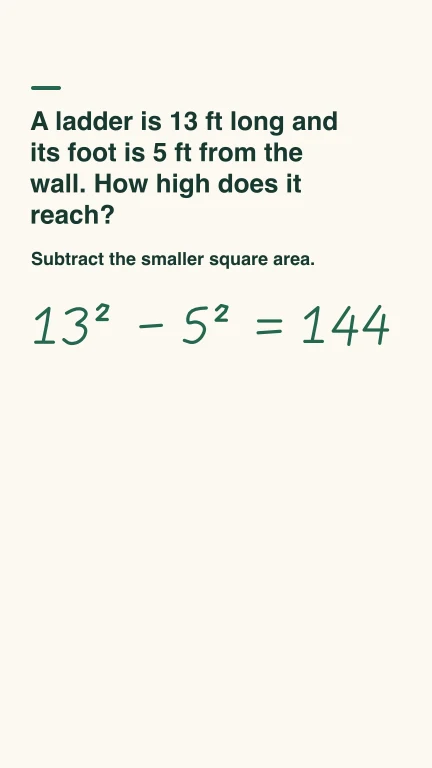 A ladder is 13 ft long and
its foot is 5 ft from the
wall. How high does it
reach?
Subtract the smaller square area.
13² − 5² = 144